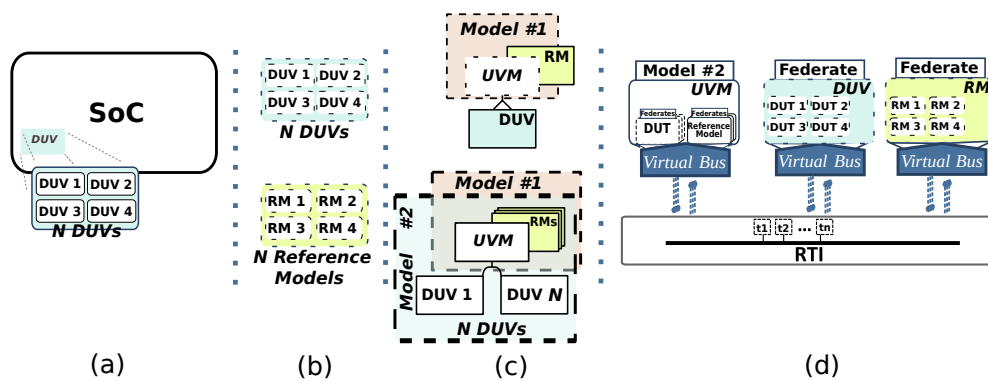 SoC
DUV
DUV 1 DUV 2
DUV 3 DUV 4
N DUVs
(a)
DUV 1 DUV 2
DUV 3 DUV 4
N DUVs
RM 1 RM 2
RM 3 RM 4
N Reference
Models
(b)
Model #1
RM
UVM
DUV
Model #1
Model #2
RMs
UVM
DUV 1 DUV N
N DUVs
(c)
Model #2
UVM
Federates Federates
DUT Reference
Model
Virtual Bus
Federate
DUV
DUT 1 DUT 2
DUT 3 DUT 4
Virtual Bus
Federate
RM
RM 1 RM 2
RM 3 RM 4
Virtual Bus
t1 t2 ... tn
RTI
(d)